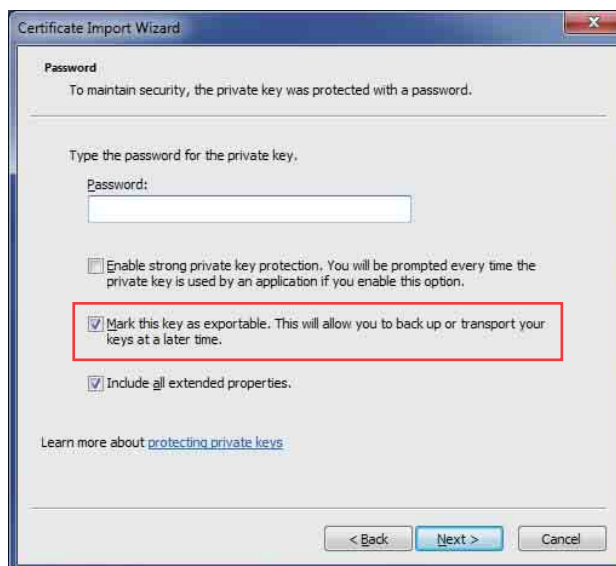 Certificate Import Wizard
Password
To maintain security, the private key was protected with a password.
Type the password for the private key.
Password:
Enable strong private key protection. You will be prompted every time the
private key is used by an application if you enable this option.
Mark this key as exportable. This will allow you to back up or transport your
keys at a later time.
Include all extended properties.
Learn more about protecting private keys
< Back
Next >
Cancel